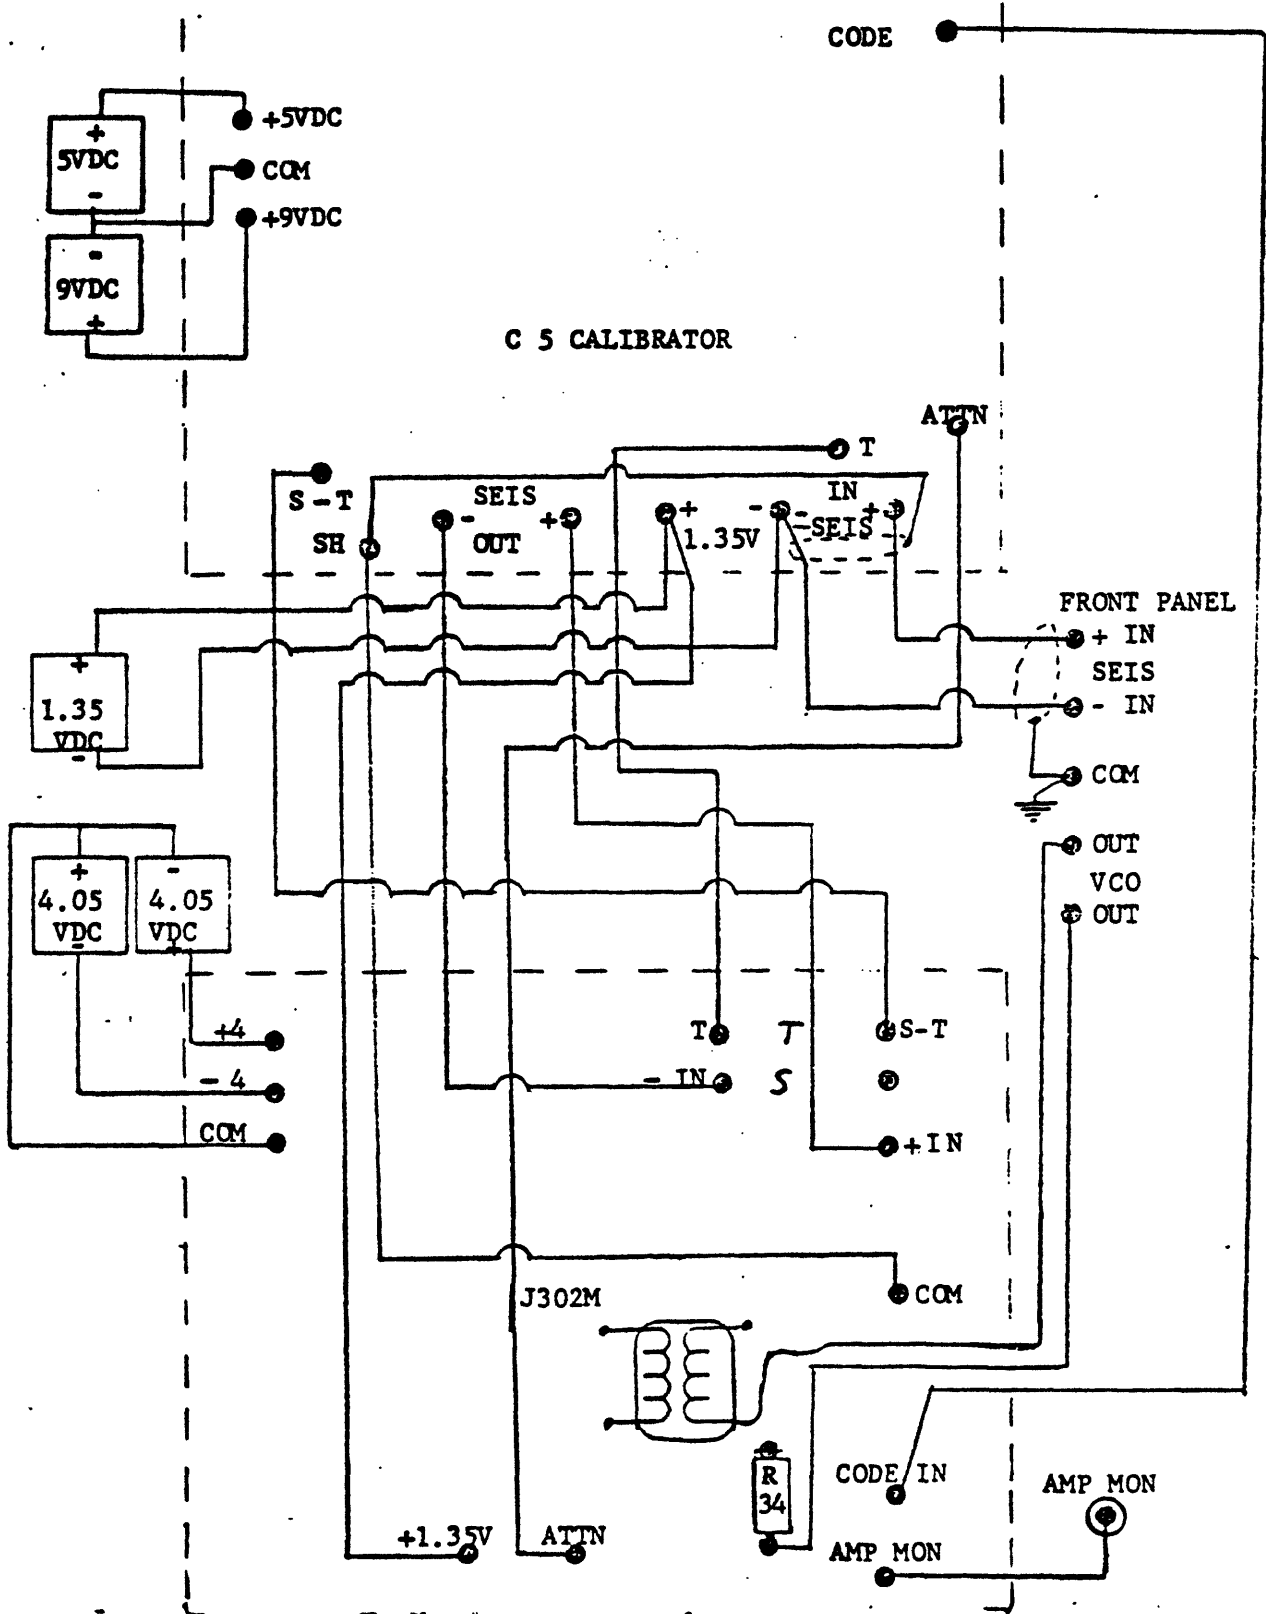 CODE
+5VDC
+
5VDC
-
COM
+9VDC
-
9VDC
+
C 5 CALIBRATOR
ATTN
T
S-T
SEIS
IN
- + + - - +
SEIS
1.35V
SH
OUT
FRONT PANEL
+ IN
SEIS
- IN
+
1.35
VDC
-
COM
OUT
VCO
OUT
+ -
4.05 4.05
VDC VDC
- +
+4
T T S-T
- 4
- IN S
COM
+IN
J302M
COM
R
34
CODE IN
AMP MON
+1.35V ATTN
AMP MON